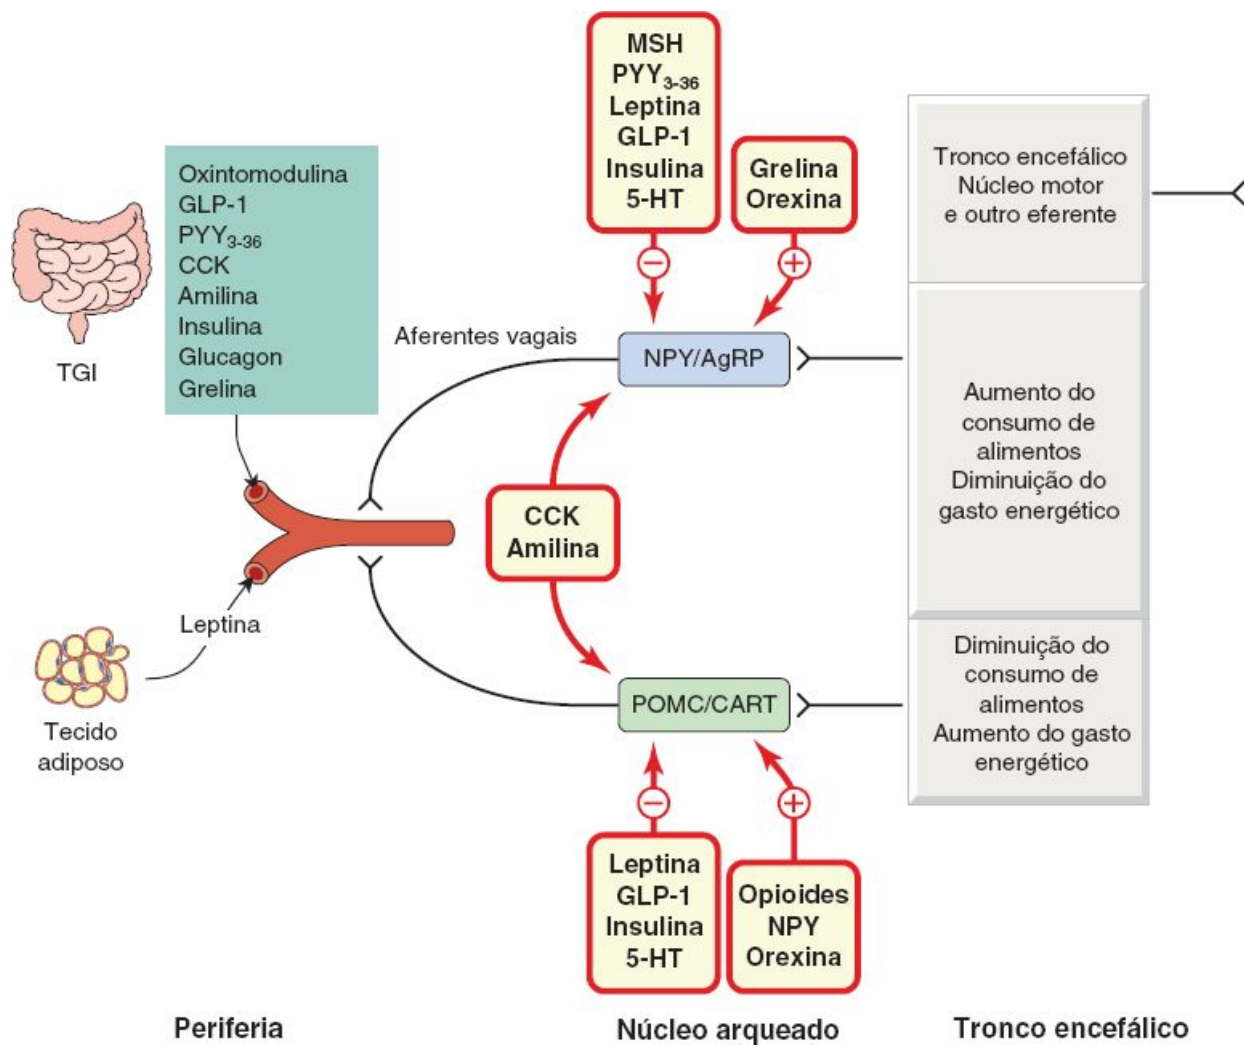 MSH
PYY3-36
Leptina
GLP-1
Insulina
5-HT
Grelina
Orexina
Tronco encefálico
Núcleo motor
e outro eferente
Oxintomodulina
GLP-1
PYY3-36
CCK
Amilina
Insulina
Glucagon
Grelina
TGI
Aferentes vagais
NPY/AgRP
Aumento do
consumo de
alimentos
Diminuição do
gasto energético
CCK
Amilina
Leptina
Tecido
adiposo
POMC/CART
Diminuição do
consumo de
alimentos
Aumento do gasto
energético
Leptina
GLP-1
Insulina
5-HT
Opioides
NPY
Orexina
Periferia
Núcleo arqueado
Tronco encefálico